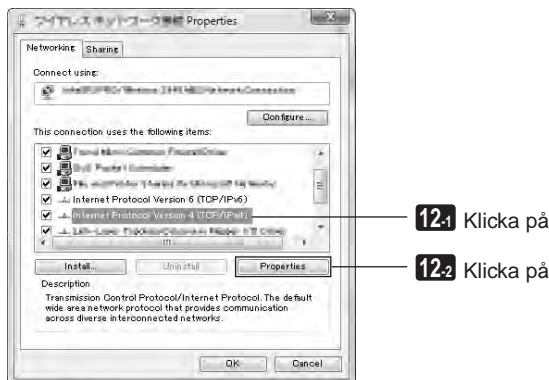 ワイヤレス ネットワーク接続 Properties
Networking Sharing
Connect using:
Configure...
This connection uses the following items:
Internet Protocol Version 6 (TCP/IPv6)
Internet Protocol Version 4 (TCP/IPv4)
12-1 Klicka på
Install... Uninstall Properties
12-2 Klicka på
Description
Transmission Control Protocol/Internet Protocol. The default
wide area network protocol that provides communication
across diverse interconnected networks.
OK Cancel